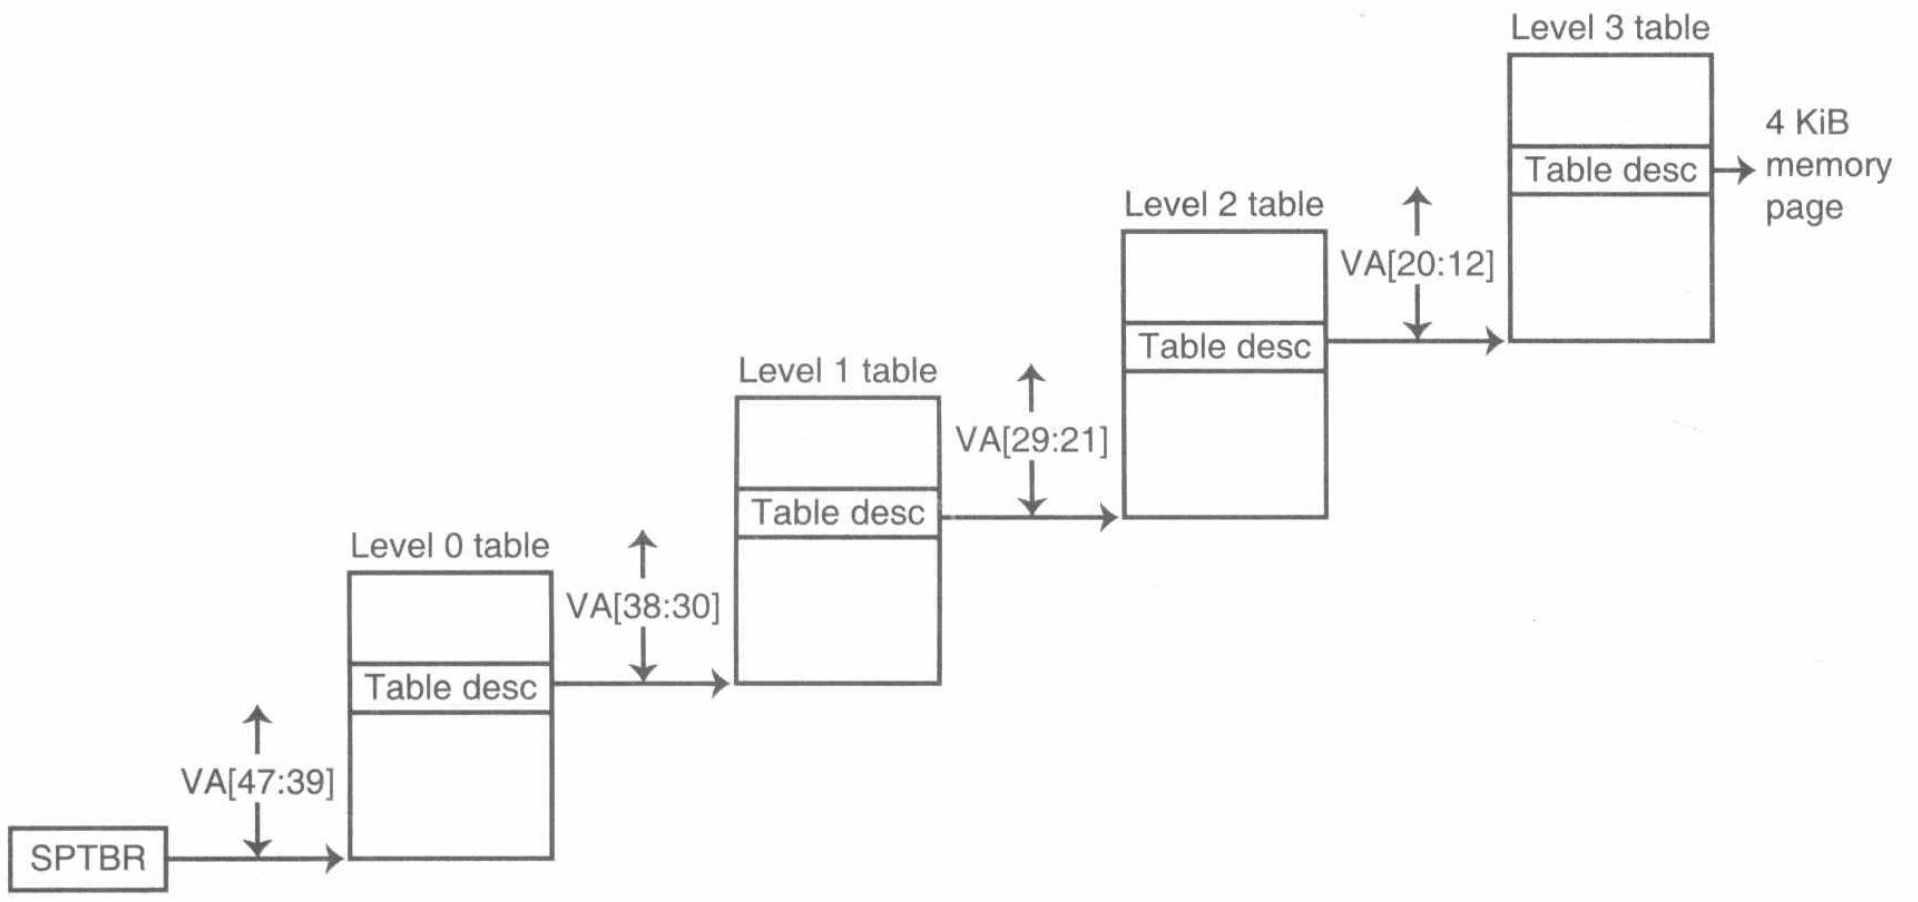 Level 3 table
4 KiB
memory
page
Table desc
Level 2 table
VA[20:12]
Table desc
Level 1 table
VA[29:21]
Table desc
Level 0 table
VA[38:30]
Table desc
VA[47:39]
SPTBR